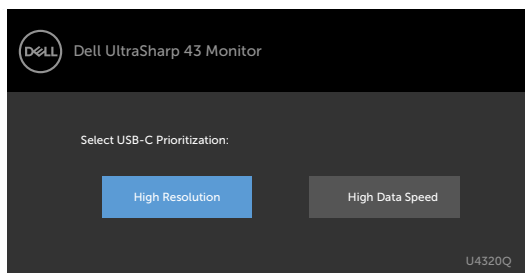 DELL
Dell UltraSharp 43 Monitor
Select USB-C Prioritization:
High Resolution
High Data Speed
U4320Q